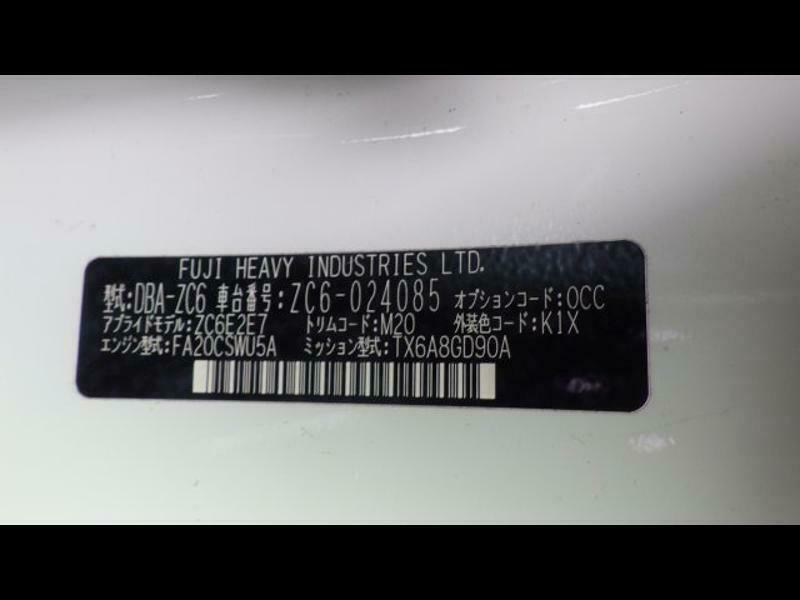 FUJI HEAVY INDUSTRIES LTD.
型式:DBA-ZC6 車台番号:ZC6-024085 オプションコード:OCC
アプライドモデル:ZC6E2E7 トリムコード:M20 外装色コード:K1X
エンジン型式:FA20CSWU5A ミッション型式:TX6A8GD90A